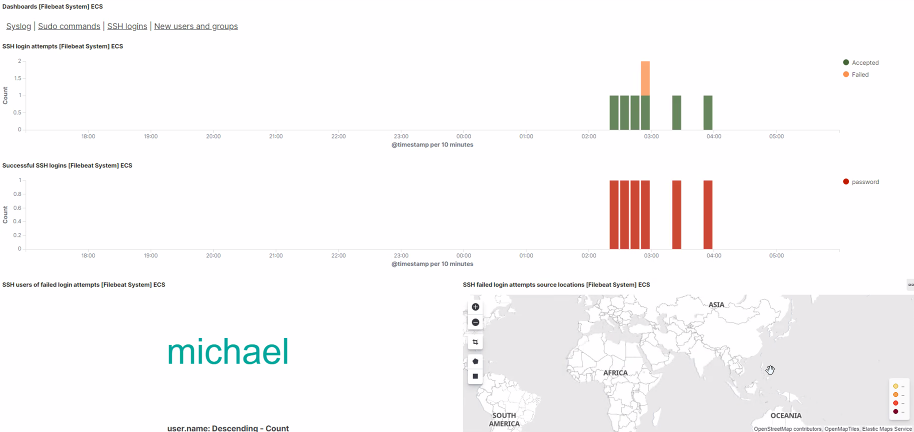 Dashboards [Filebeat System] ECS
Syslog | Sudo commands | SSH logins | New users and groups
SSH login attempts [Filebeat System] ECS
Count
2
1.5
1
0.5
0
18:00 19:00 20:00 21:00 22:00 23:00 00:00 01:00 02:00 03:00 04:00 05:00
@timestamp per 10 minutes
Accepted
Failed
Successful SSH logins [Filebeat System] ECS
Count
1
0.8
0.6
0.4
0.2
0
18:00 19:00 20:00 21:00 22:00 23:00 00:00 01:00 02:00 03:00 04:00 05:00
@timestamp per 10 minutes
password
SSH users of failed login attempts [Filebeat System] ECS
michael
user.name: Descending - Count
SSH failed login attempts source locations [Filebeat System] ECS
ASIA
AFRICA
SOUTH
AMERICA
OCEANIA
OpenStreetMap contributors, OpenMapTiles, Elastic Maps Service